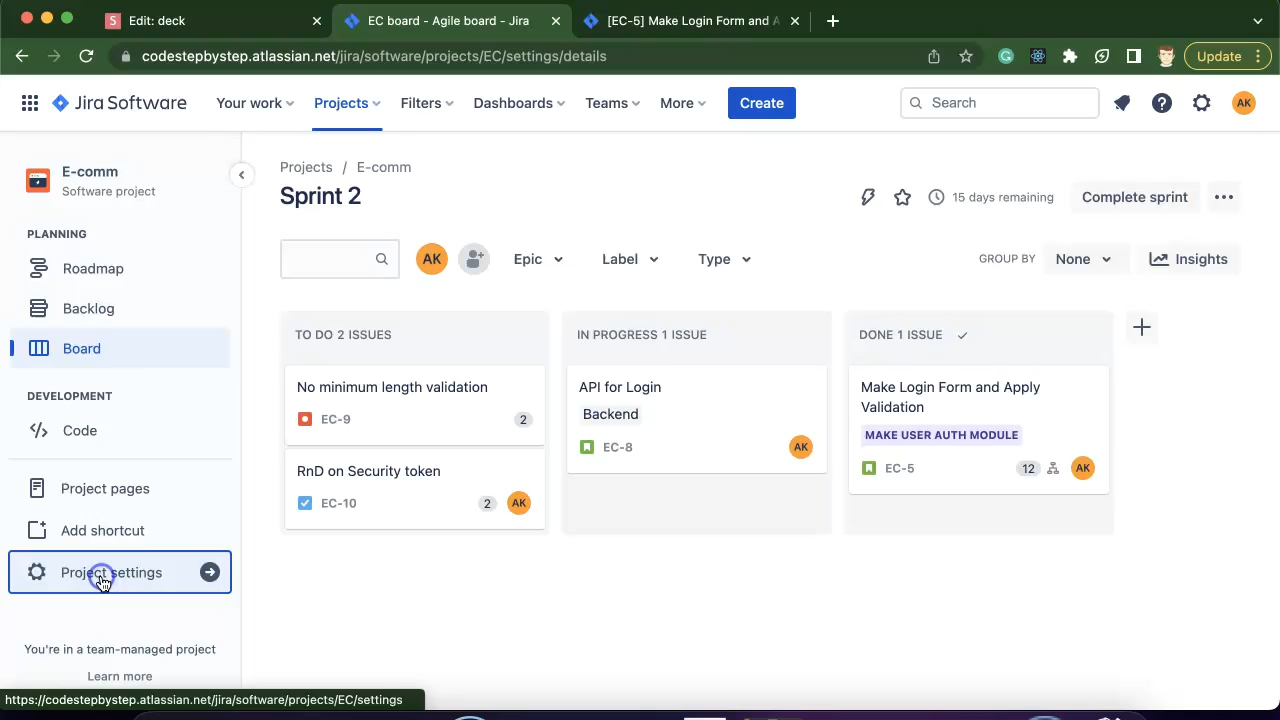 Edit: deck
EC board - Agile board - Jira
[EC-5] Make Login Form and A
codestepbystep.atlassian.net/jira/software/projects/EC/settings/details
Update
Jira Software
Your work
Projects
Filters
Dashboards
Teams
More
Create
Search
AK
E-comm
Software project
PLANNING
Roadmap
Backlog
Board
DEVELOPMENT
Code
Project pages
Add shortcut
Project settings
You're in a team-managed project
Learn more
https://codestepbystep.atlassian.net/jira/software/projects/EC/settings
Projects / E-comm
Sprint 2
15 days remaining
Complete sprint
AK
Epic
Label
Type
GROUP BY
None
Insights
TO DO 2 ISSUES
No minimum length validation
EC-9
2
RnD on Security token
EC-10
2
AK
IN PROGRESS 1 ISSUE
API for Login
Backend
EC-8
AK
DONE 1 ISSUE
Make Login Form and Apply
Validation
MAKE USER AUTH MODULE
EC-5
12
AK